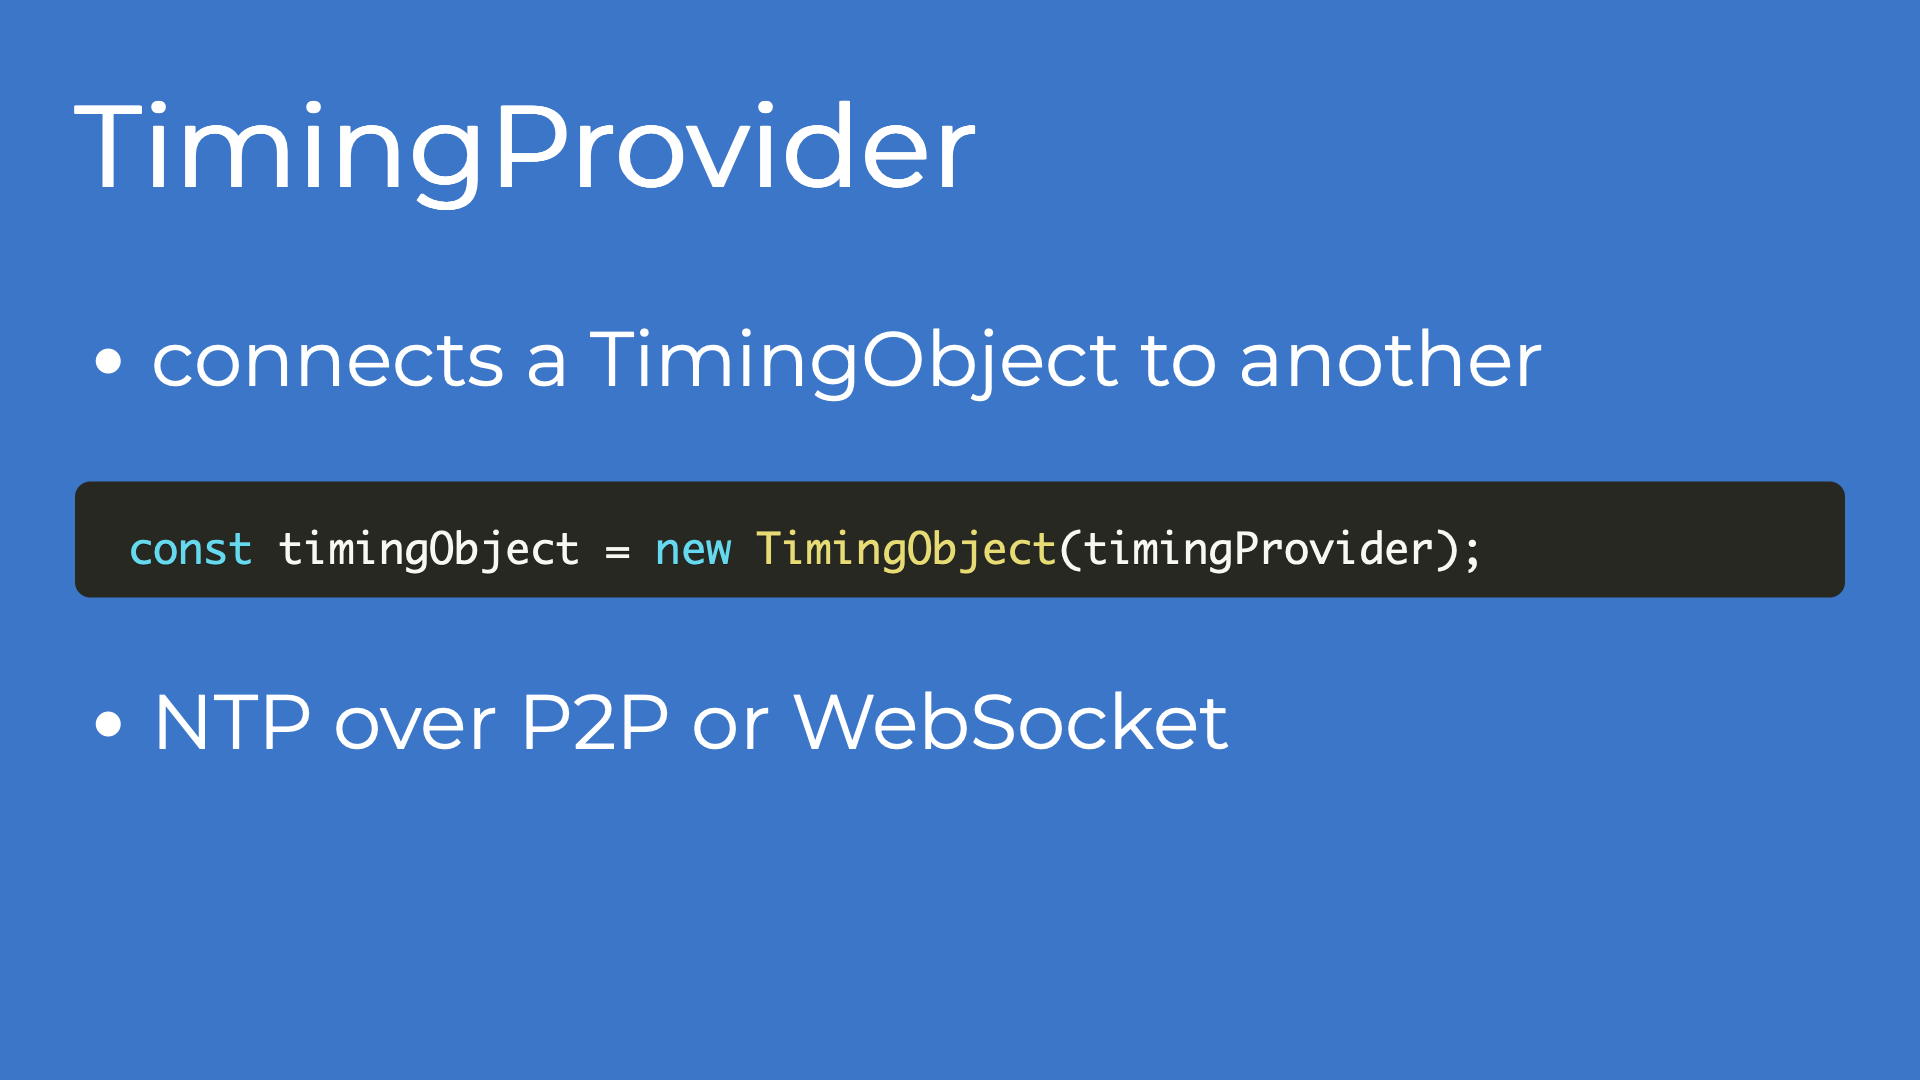 TimingProvider
• connects a TimingObject to another
const timingObject = new TimingObject(timingProvider);
• NTP over P2P or WebSocket